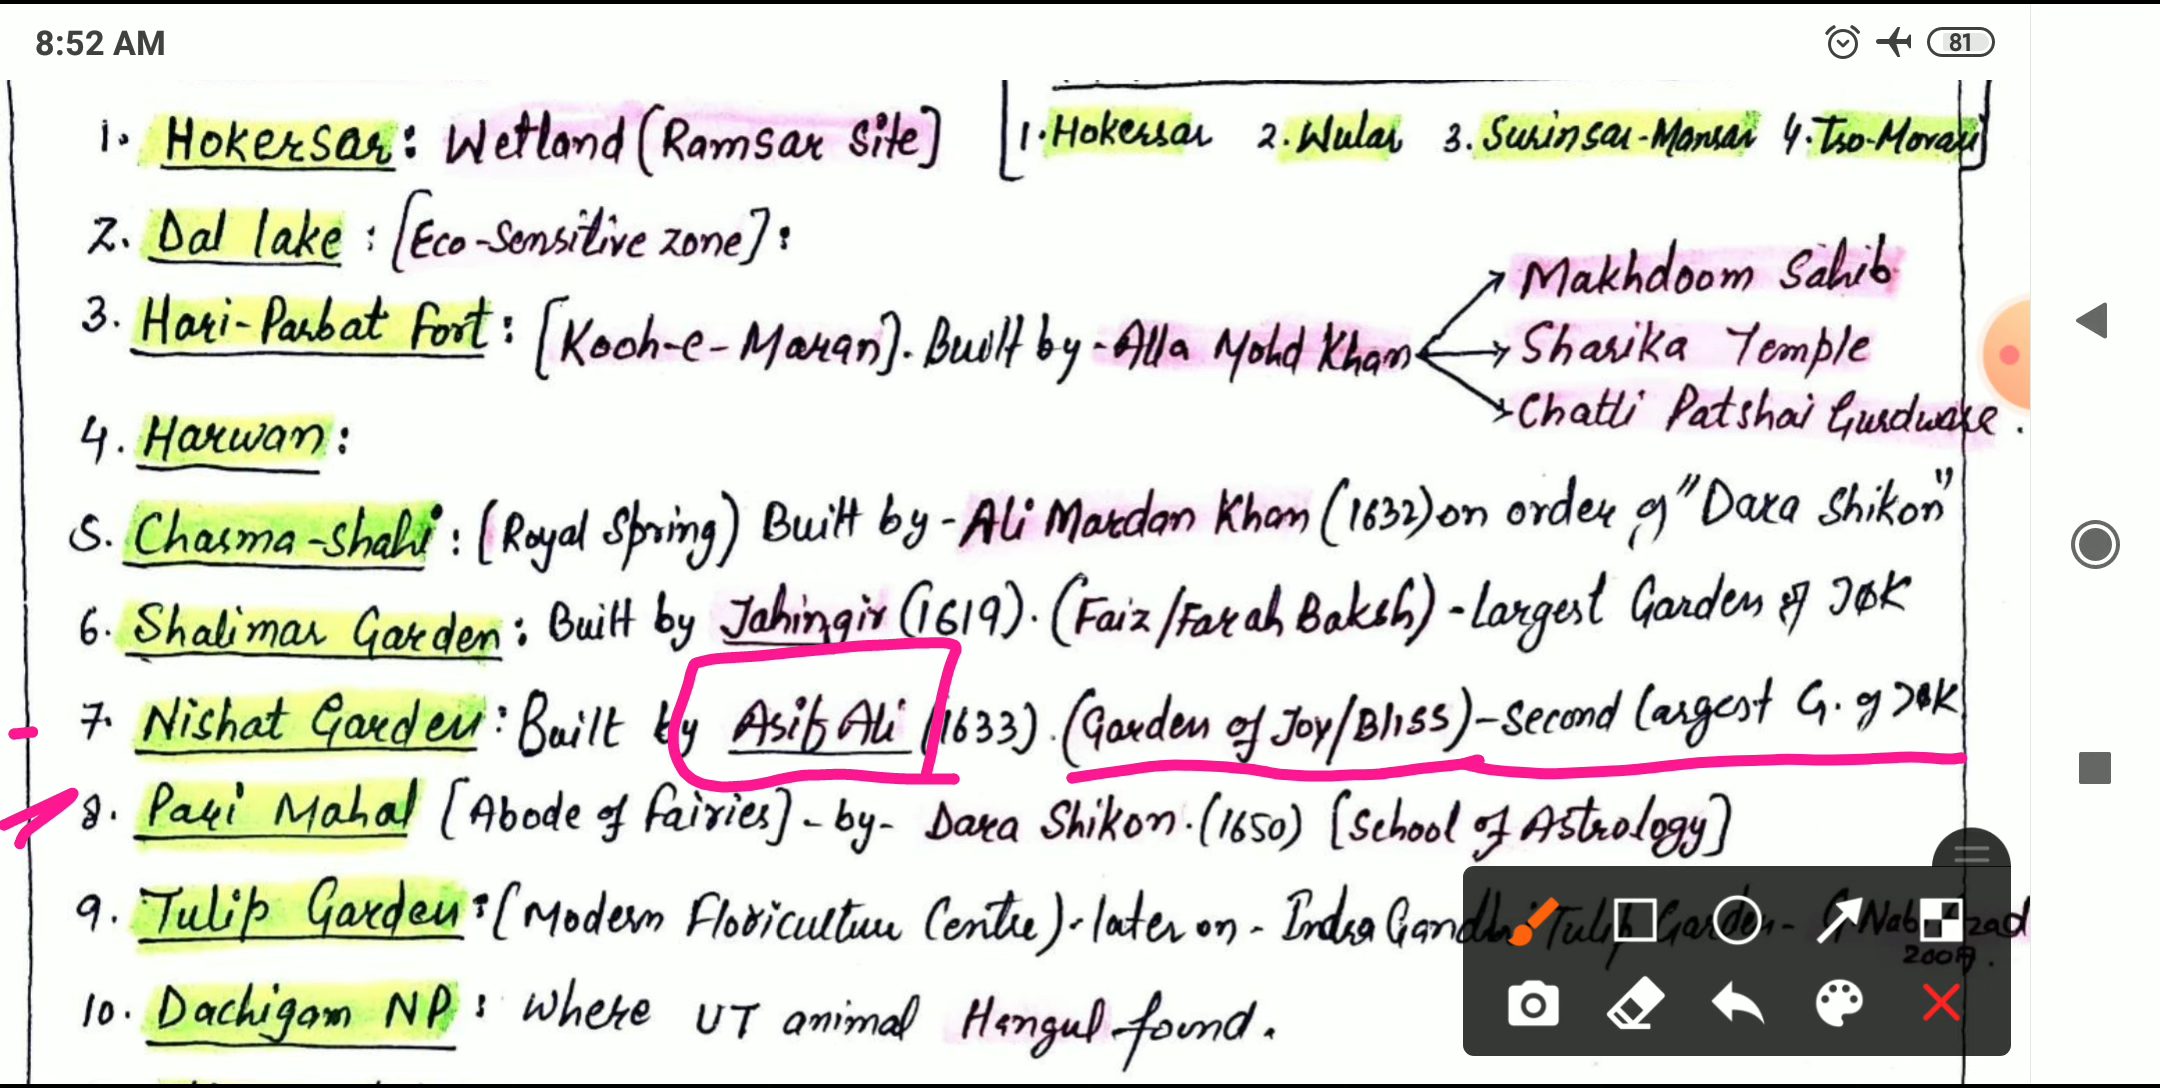 8:52 AM 81
1. Hokersar: Wetland (Ramsar Site] [1. Hokersar 2. Wular 3. Surinsar-Mansar 4. Tso-Morari]
2. Dal lake: [Eco-Sensitive zone]:
Makhdoom Sahib
3. Hari-Parbat Fort: [Kooh-e-Maran]. Built by - Alla Mohd Khan Sharika Temple
Chatti Patshai Gurdware.
4. Harwan:
5. Chasma-shahi: (Royal Spring) Built by - Ali Mardan Khan (1632) on order of "Dara Shikon"
6. Shalimar Garden: Built by Jahingir (1619). (Faiz/Farah Baksh) - Largest Garden of J&K
7. Nishat Garden: Built by Asif Ali (1633). (Garden of Joy/Bliss) - Second Largest G. of J&K
8. Pari Mahal [Abode of fairies] - by - Dara Shikon. (1650) [School of Astrology]
9. Tulip Garden: [Modern Floriculture Centre). later on - Indra Gandhi Tulip Garden - Nab zad
10. Dachigam NP: Where UT animal Hangul found.